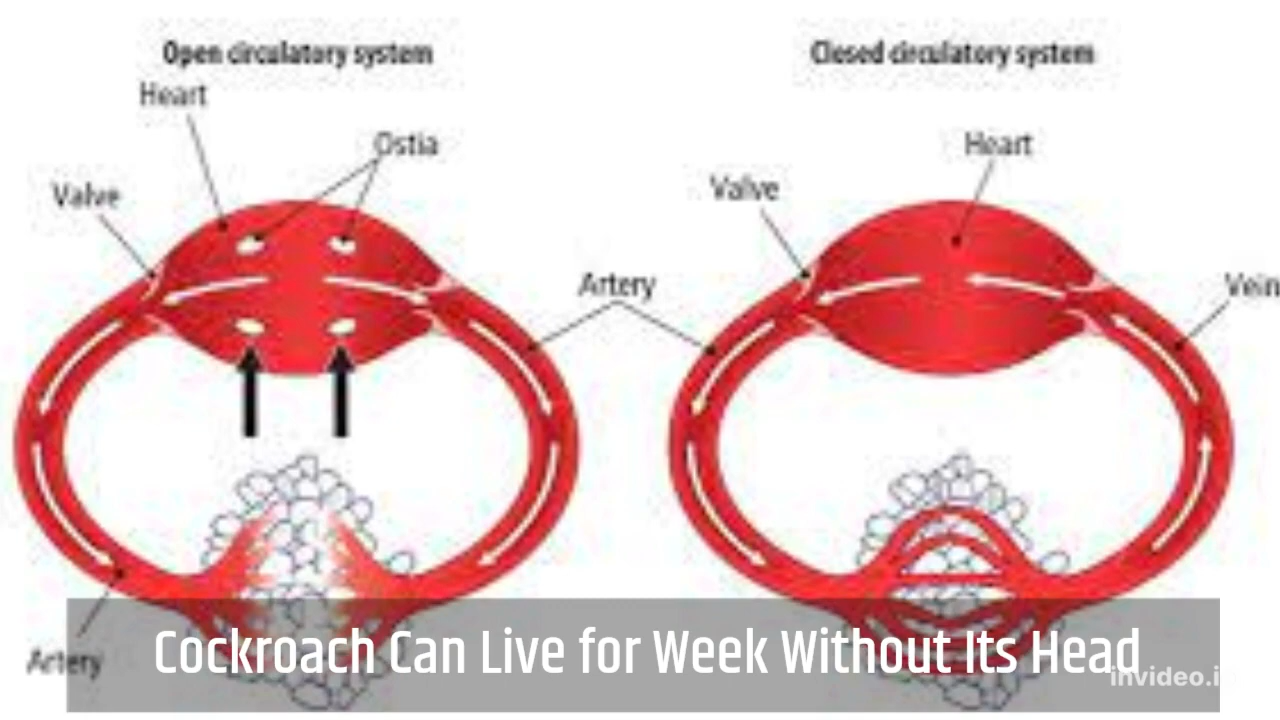 Open circulatory system
Closed circulatory system
Heart
Ostia
Heart
Valve
Valve
Artery
Vein
Artery
Cockroach Can Live for Week Without Its Head
invideo.i